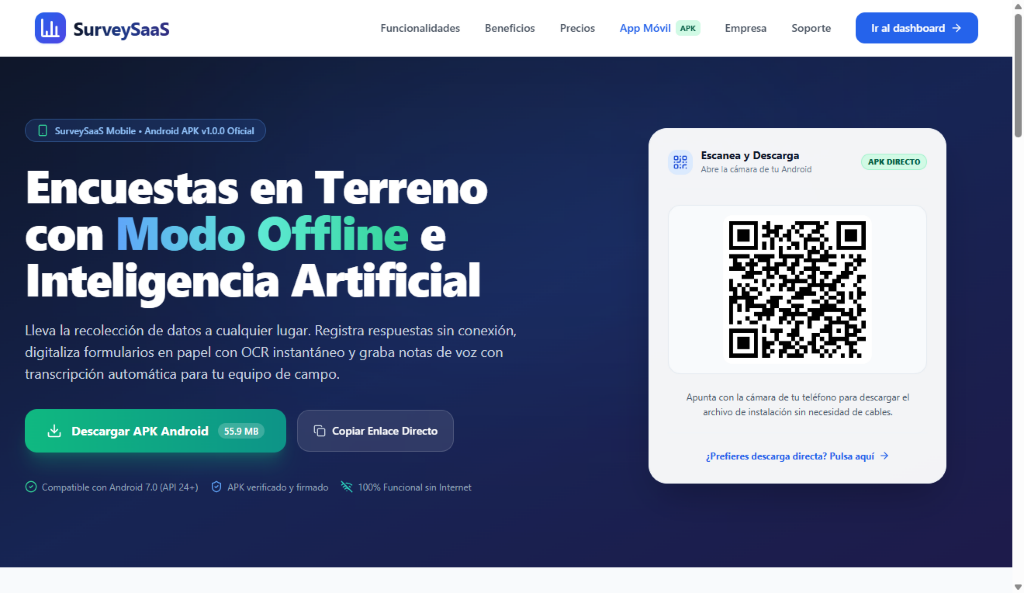 SurveySaaS
Funcionalidades
Beneficios
Precios
App Móvil APK
Empresa
Soporte
Ir al dashboard →
SurveySaaS Mobile • Android APK v1.0.0 Oficial
Encuestas en Terreno
con Modo Offline e
Inteligencia Artificial
Lleva la recolección de datos a cualquier lugar. Registra respuestas sin conexión,
digitaliza formularios en papel con OCR instantáneo y graba notas de voz con
transcripción automática para tu equipo de campo.
Descargar APK Android 55.9 MB
Copiar Enlace Directo
Compatible con Android 7.0 (API 24+)
APK verificado y firmado
100% Funcional sin Internet
Escanea y Descarga
Abre la cámara de tu Android
APK DIRECTO
Apunta con la cámara de tu teléfono para descargar el
archivo de instalación sin necesidad de cables.
¿Prefieres descarga directa? Pulsa aquí →